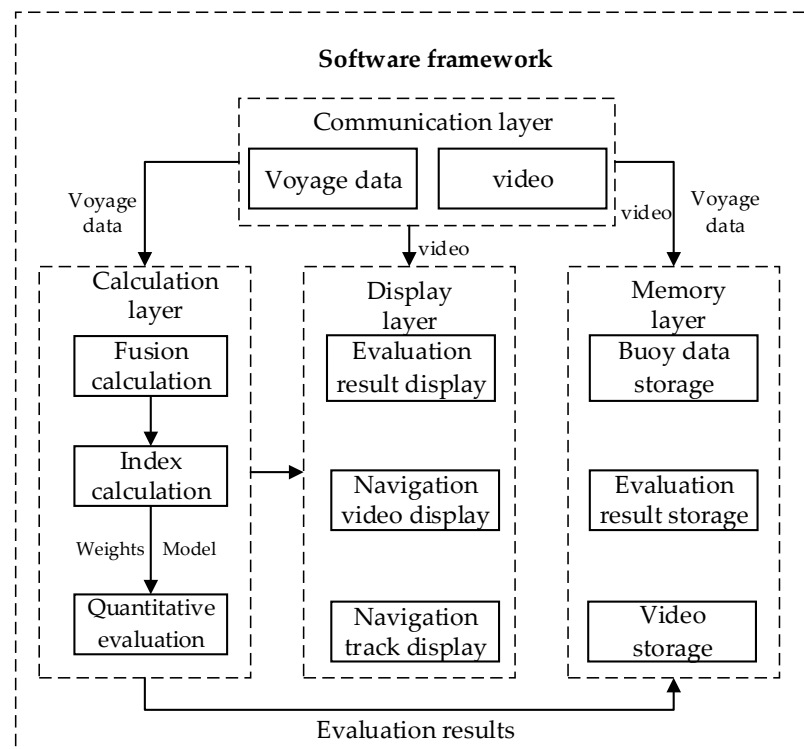 Software framework
Communication layer
Voyage data
video
Voyage
data
video
video
Voyage
data
Calculation
layer
Fusion
calculation
Index
calculation
Weights
Model
Quantitative
evaluation
Display
layer
Evaluation
result display
Navigation
video display
Navigation
track display
Memory
layer
Buoy data
storage
Evaluation
result storage
Video
storage
Evaluation results